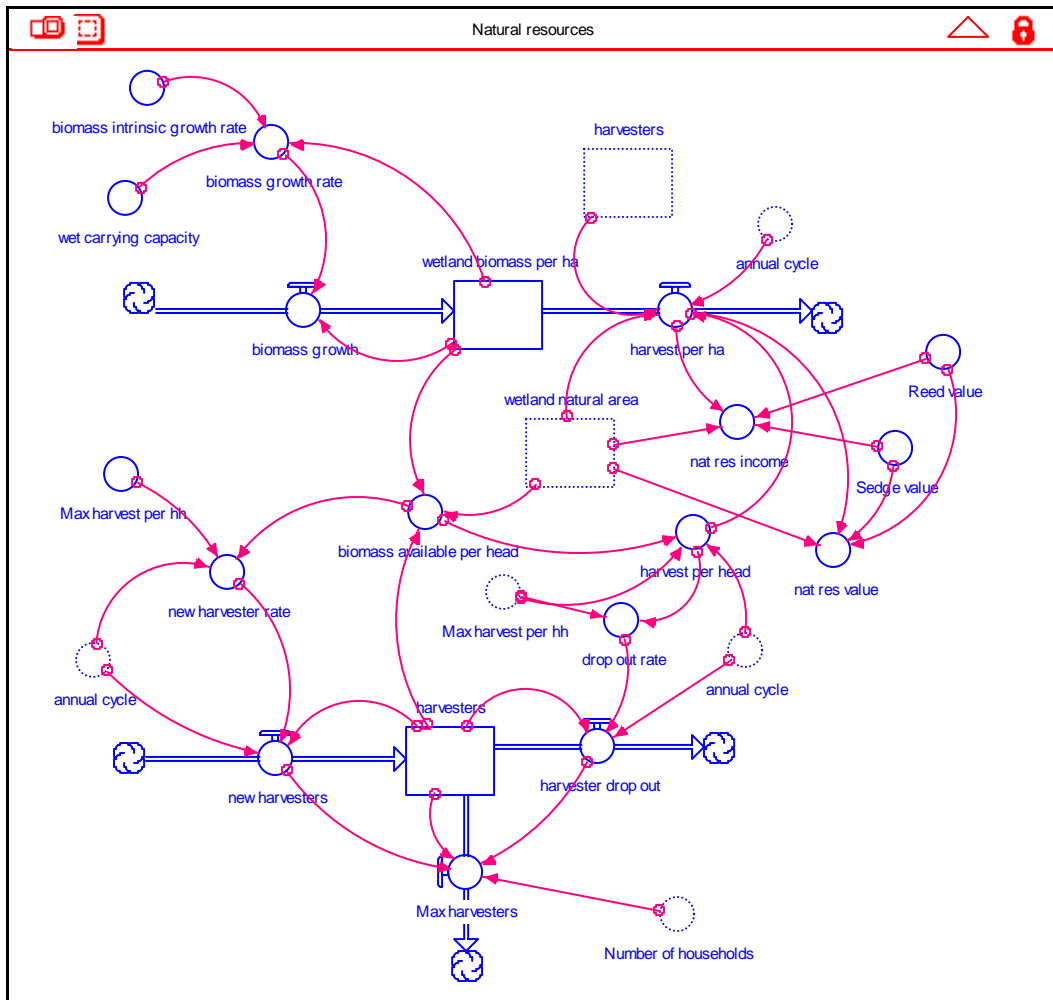 Natural resources
biomass intrinsic growth rate
harvesters
biomass growth rate
wet carrying capacity
wetland biomass per ha
annual cycle
biomass growth
harvest per ha
Reed value
wetland natural area
nat res income
Sedge value
Max harvest per hh
biomass available per head
harvest per head
nat res value
new harvester rate
Max harvest per hh
drop out rate
annual cycle
annual cycle
harvesters
new harvesters
harvester drop out
Max harvesters
Number of households